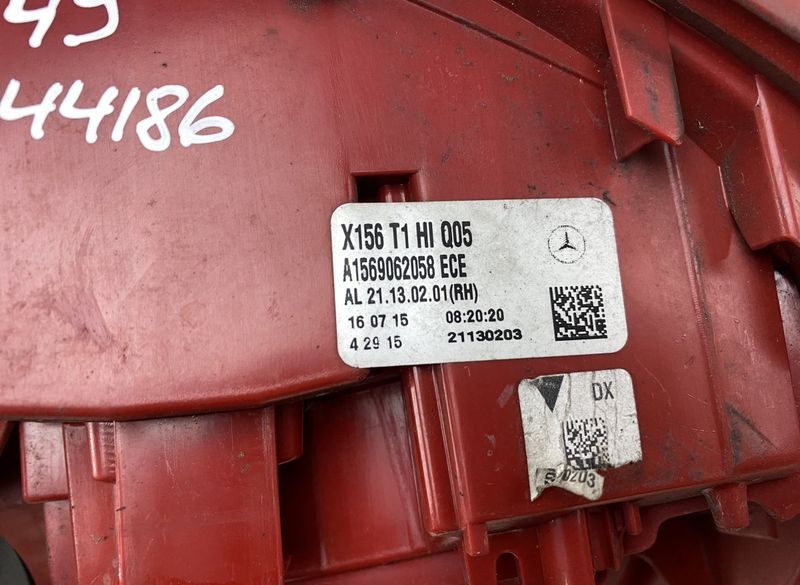 44186
X156 T1 HI Q05
A1569062058 ECE
AL 21.13.02.01(RH)
16 07 15 08:20:20
4 29 15 21130203
DX
0203